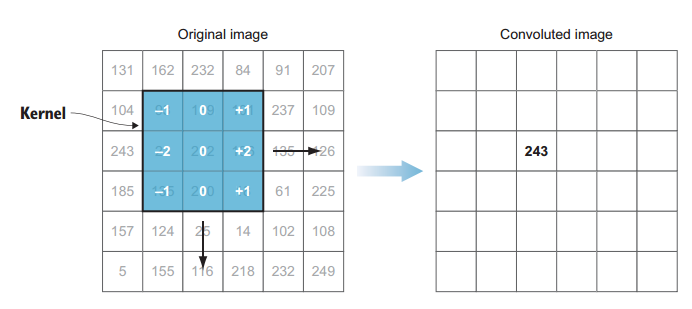 Original image
Convoluted image
131 162 232 84 91 207
Kernel
104 –1 0 +1 237 109
243 –2 0 +2 135 126 243
185 –1 0 +1 61 225
157 124 25 14 102 108
5 155 116 218 232 249